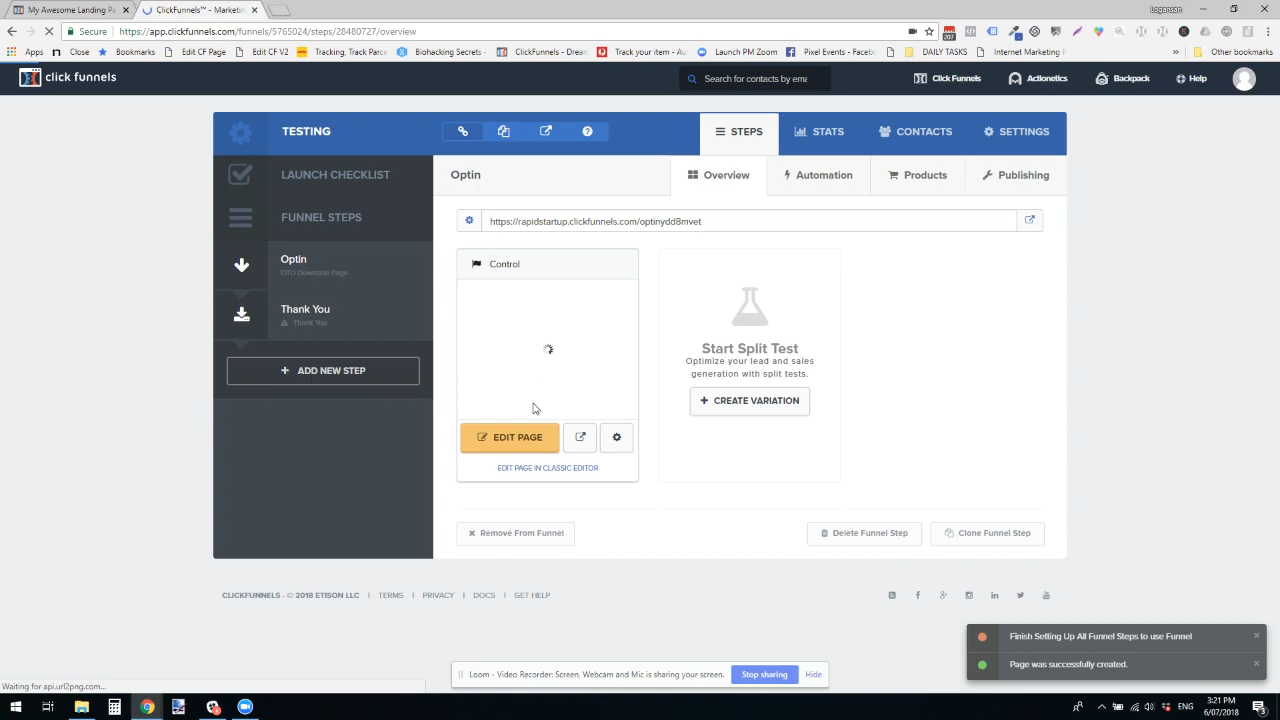 My Awesome Landing Pa
ClickFunnels™ - Marketin
logensan
Secure
https://app.clickfunnels.com/funnels/5765024/steps/28480727/overview
207
Apps
Close
Bookmarks
Edit CF Page
Edit CF V2
Tracking, Track Parce
Biohacking Secrets -
ClickFunnels - Dream
Track your item - Au
Launch PM Zoom
Pixel Events - Facebo
DAILY TASKS
Internet Marketing
»
Other bookmarks
click funnels
Search for contacts by ema
Click Funnels
Actionetics
Backpack
Help
TESTING
STEPS
STATS
CONTACTS
SETTINGS
LAUNCH CHECKLIST
Optin
Overview
Automation
Products
Publishing
FUNNEL STEPS
https://rapidstartup.clickfunnels.com/optinydd8mvet
Optin
OTO Downsale Page
Control
Thank You
Thank You
+ ADD NEW STEP
Start Split Test
Optimize your lead and sales
generation with split tests.
+ CREATE VARIATION
EDIT PAGE
EDIT PAGE IN CLASSIC EDITOR
Remove From Funnel
Delete Funnel Step
Clone Funnel Step
CLICKFUNNELS - © 2018 ETISON LLC | TERMS | PRIVACY | DOCS | GET HELP
Finish Setting Up All Funnel Steps to use Funnel
Page was successfully created.
Loom - Video Recorder: Screen, Webcam and Mic is sharing your screen.
Stop sharing
Hide
Waiting for api.url2png.com...
ENG
3:21 PM
6/07/2018
3